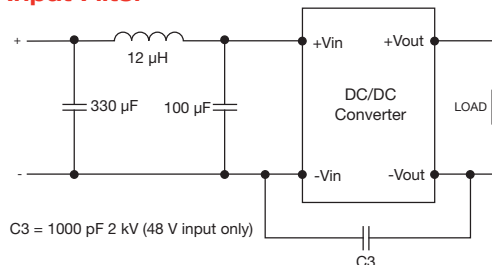 Input Filter
+
12 μH
+Vin
+Vout
330 μF
100 μF
DC/DC
Converter
LOAD
-
-Vin
-Vout
C3 = 1000 pF 2 kV (48 V input only)
C3